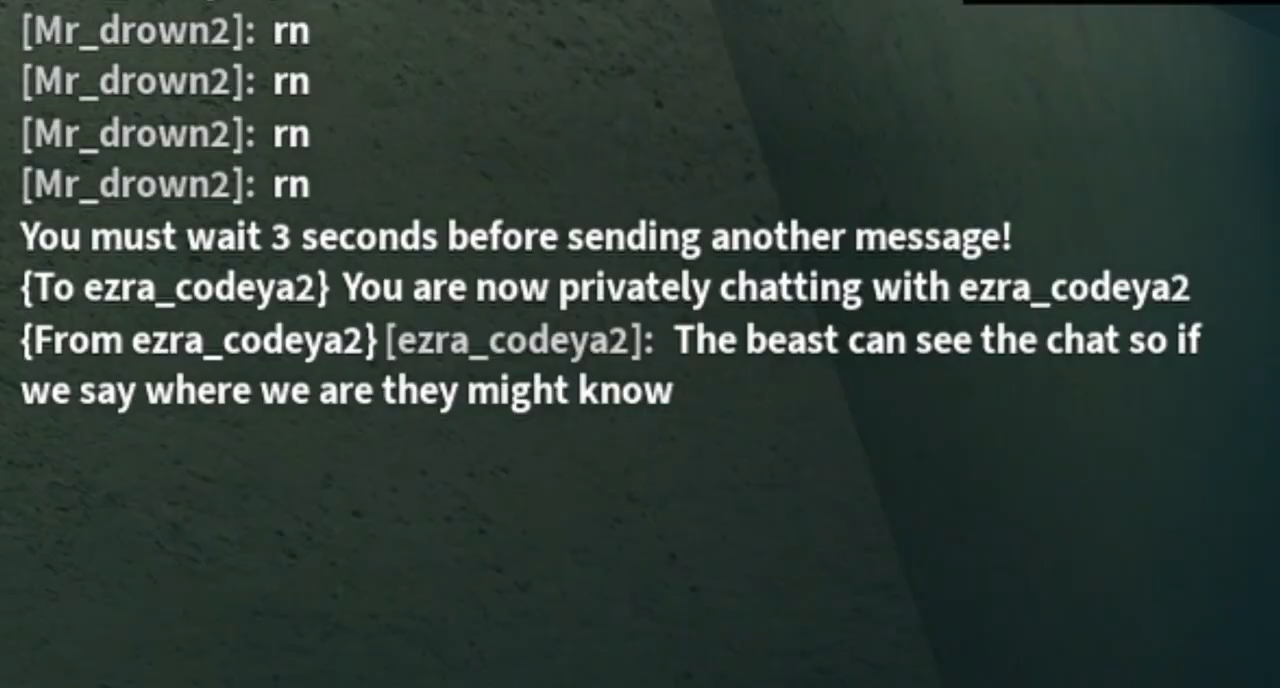 [Mr_drown2]: rn
[Mr_drown2]: rn
[Mr_drown2]: rn
[Mr_drown2]: rn
You must wait 3 seconds before sending another message!
{To ezra_codeya2} You are now privately chatting with ezra_codeya2
{From ezra_codeya2} [ezra_codeya2]: The beast can see the chat so if
we say where we are they might know